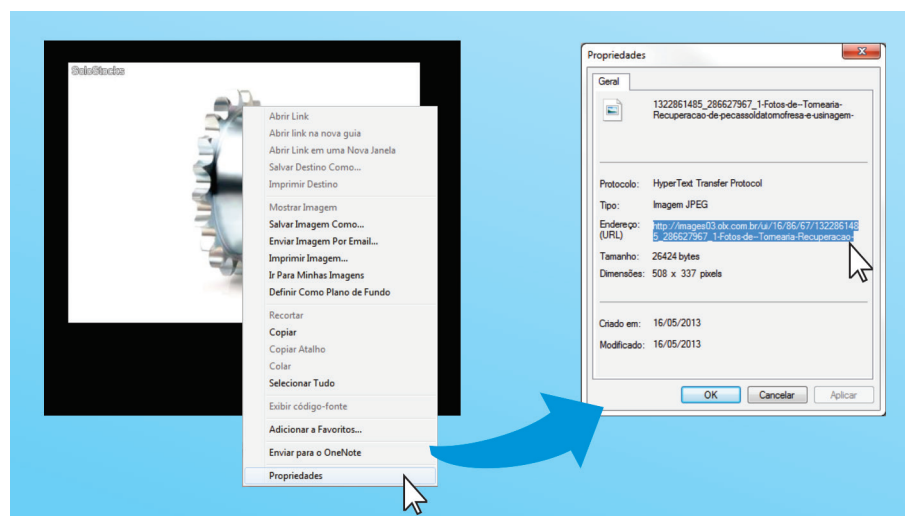 SoloStocks
Abrir Link
Abrir link na nova guia
Abrir Link em uma Nova Janela
Salvar Destino Como...
Imprimir Destino
Mostrar Imagem
Salvar Imagem Como...
Enviar Imagem Por Email...
Imprimir Imagem...
Ir Para Minhas Imagens
Definir Como Plano de Fundo
Recortar
Copiar
Copiar Atalho
Colar
Selecionar Tudo
Exibir código-fonte
Adicionar a Favoritos...
Enviar para o OneNote
Propriedades
Propriedades
Geral
1322861485_286627967_1-Fotos-de--Tornearia-
Recuperacao-de-pecassoldatornofresa-e-usinagem-
Protocolo: HyperText Transfer Protocol
Tipo: Imagem JPEG
Endereço: http://images03.olx.com.br/ui/16/86/67/132286148
(URL) 5_286627967_1-Fotos-de--Tornearia-Recuperacao-
Tamanho: 26424 bytes
Dimensões: 508 x 337 pixels
Criado em: 16/05/2013
Modificado: 16/05/2013
OK Cancelar Aplicar